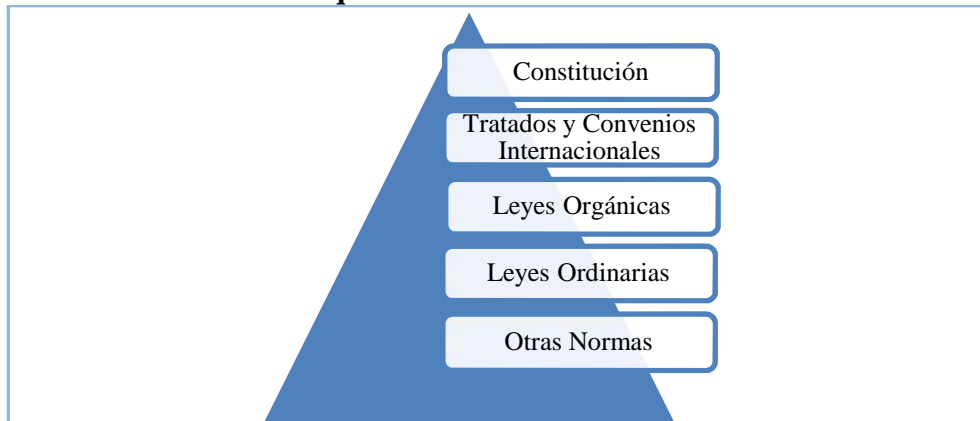 Constitución
Tratados y Convenios
Internacionales
Leyes Orgánicas
Leyes Ordinarias
Otras Normas